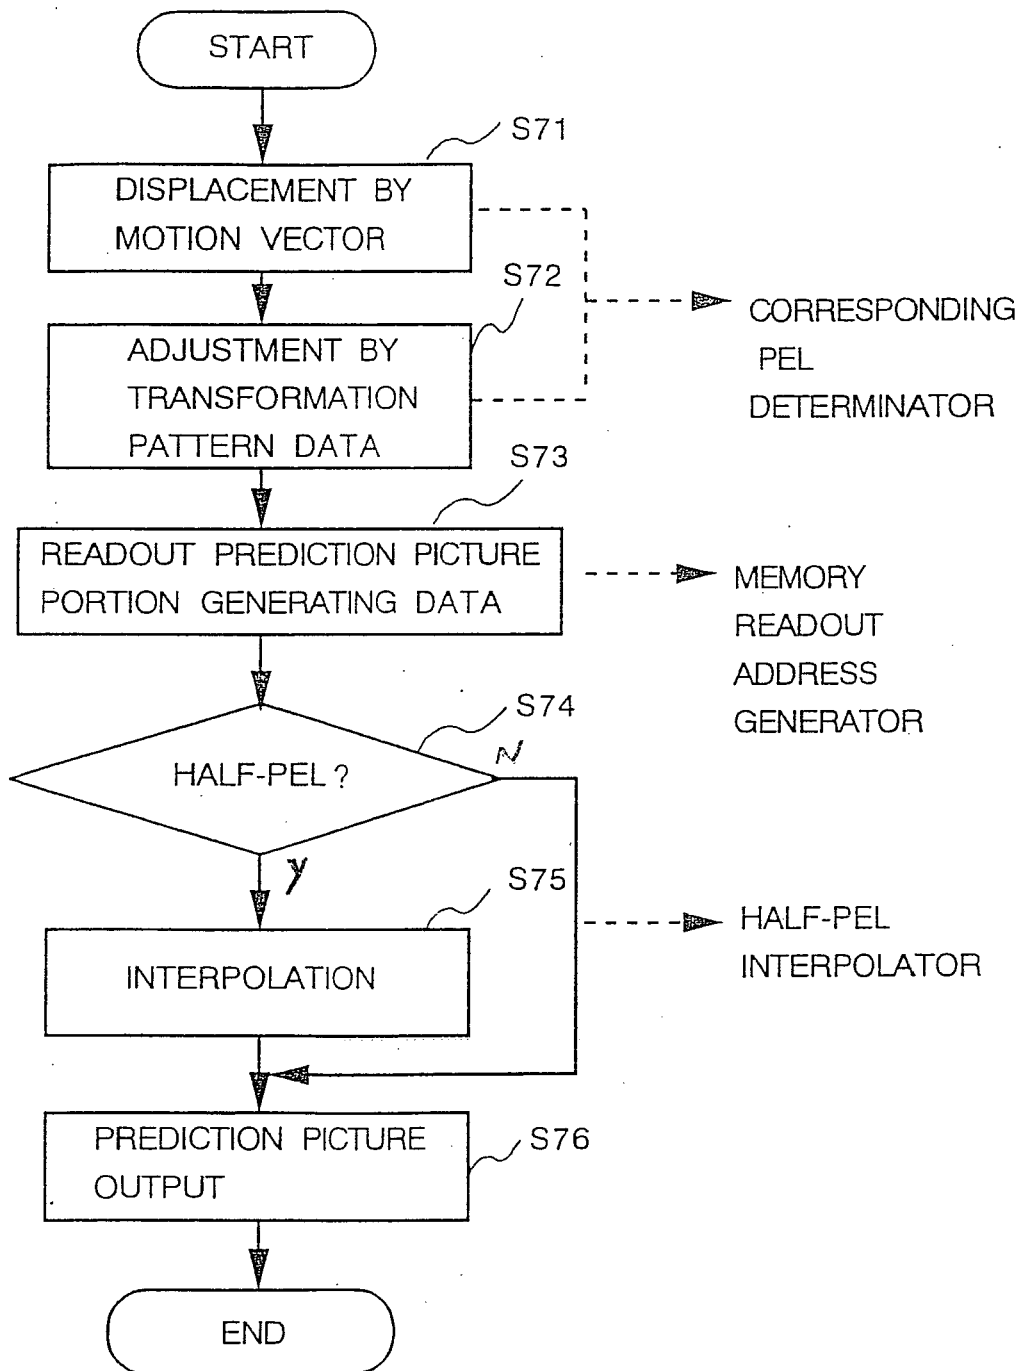 START
S71
DISPLACEMENT BY
MOTION VECTOR
S72
ADJUSTMENT BY
TRANSFORMATION
PATTERN DATA
CORRESPONDING
PEL
DETERMINATOR
S73
READOUT PREDICTION PICTURE
PORTION GENERATING DATA
MEMORY
READOUT
ADDRESS
GENERATOR
S74
HALF-PEL?
N
Y
S75
INTERPOLATION
HALF-PEL
INTERPOLATOR
PREDICTION PICTURE
OUTPUT
S76
END